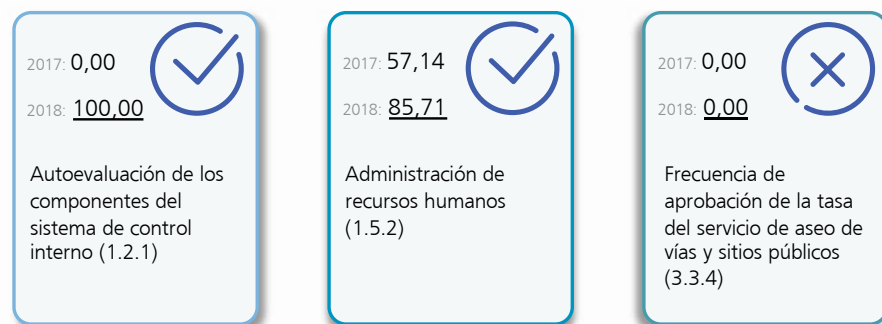 2017: 0,00
2018: 100,00
Autoevaluación de los
componentes del
sistema de control
interno (1.2.1)
2017: 57,14
2018: 85,71
Administración de
recursos humanos
(1.5.2)
2017: 0,00
2018: 0,00
Frecuencia de
aprobación de la tasa
del servicio de aseo de
vías y sitios públicos
(3.3.4)